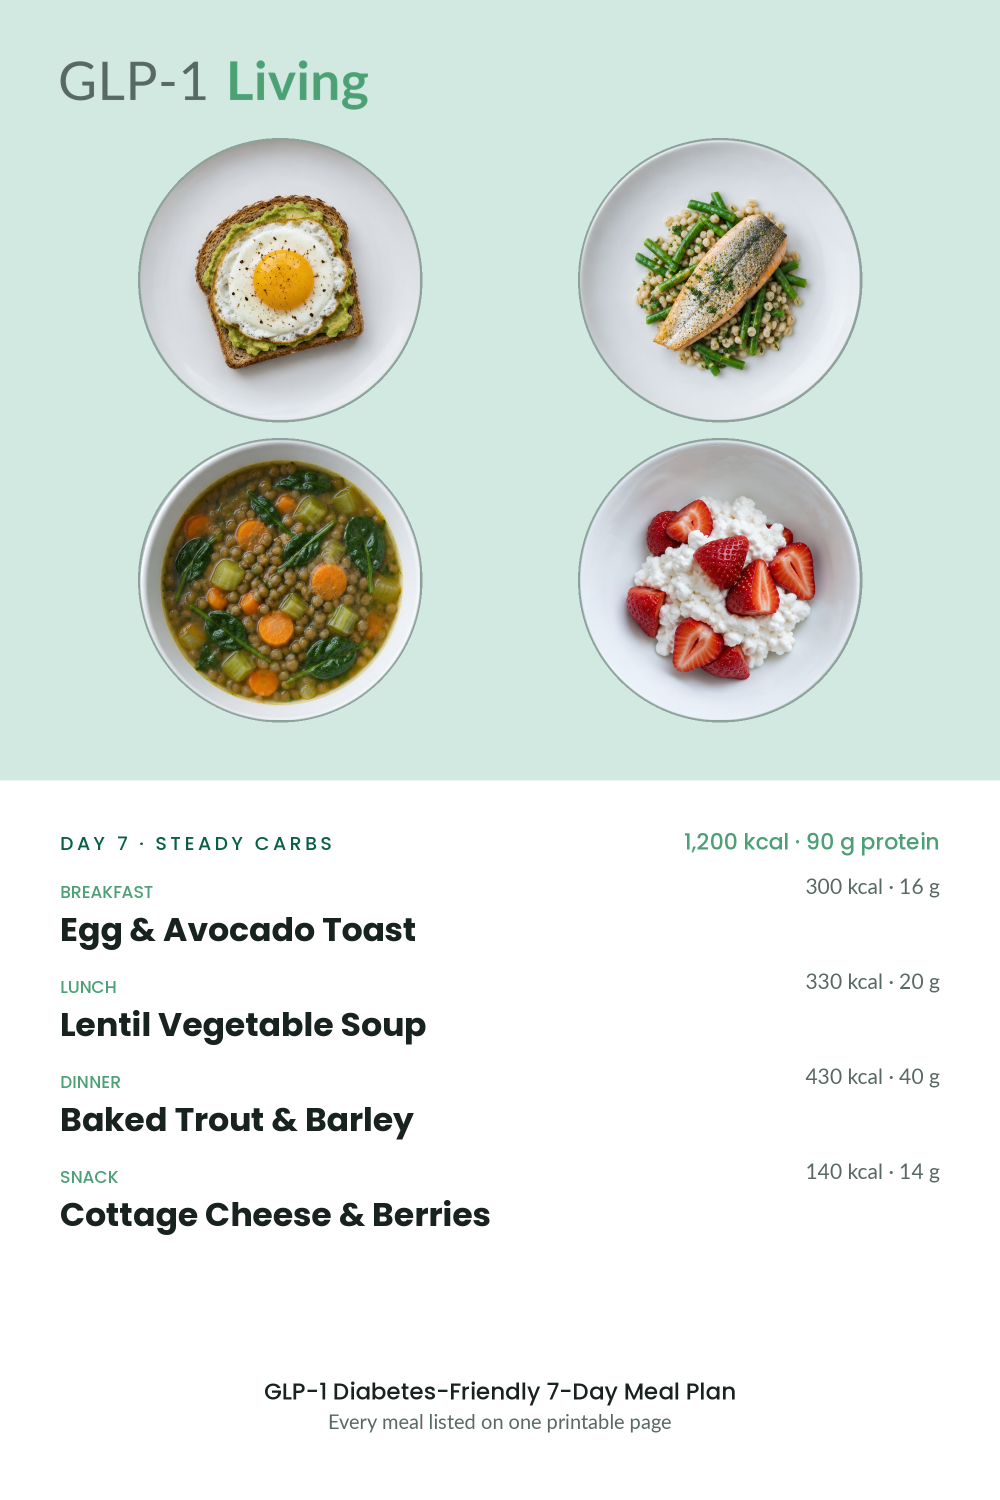 GLP-1 Living
DAY 7 · STEADY CARBS
1,200 kcal · 90 g protein
BREAKFAST
300 kcal · 16 g
Egg & Avocado Toast
LUNCH
330 kcal · 20 g
Lentil Vegetable Soup
DINNER
430 kcal · 40 g
Baked Trout & Barley
SNACK
140 kcal · 14 g
Cottage Cheese & Berries
GLP-1 Diabetes-Friendly 7-Day Meal Plan
Every meal listed on one printable page